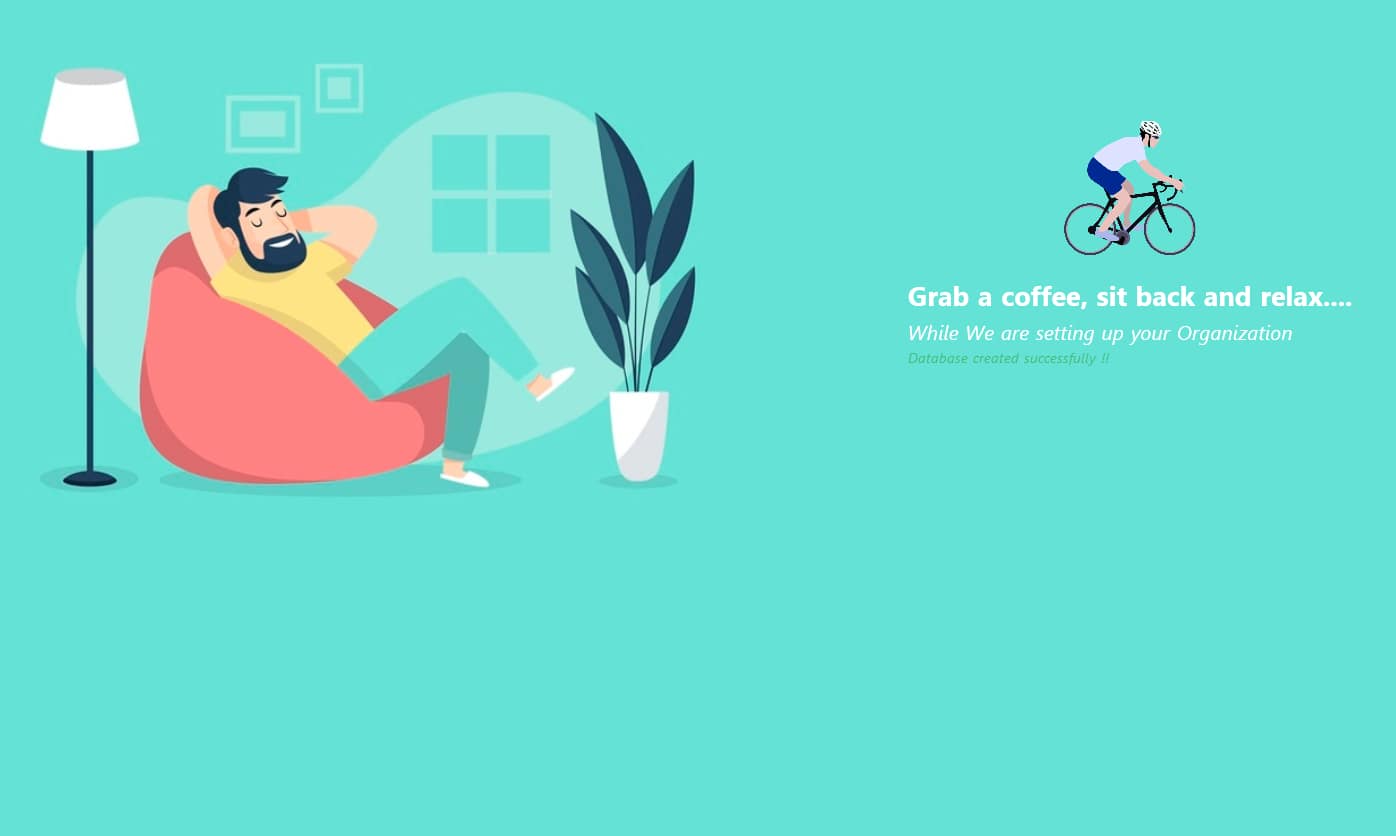 Grab a coffee, sit back and relax....
While We are setting up your Organization
Database created successfully !!